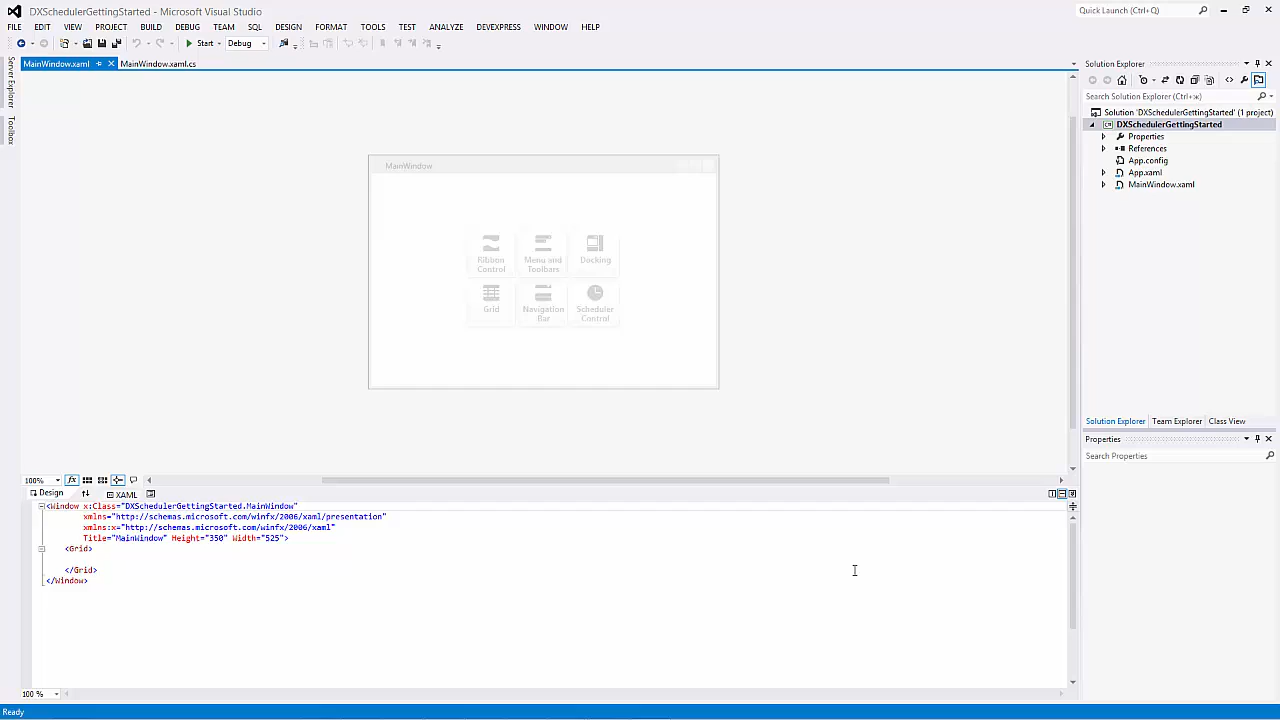 DXSchedulerGettingStarted - Microsoft Visual Studio
Quick Launch (Ctrl+Q)
FILE EDIT VIEW PROJECT BUILD DEBUG TEAM SQL DESIGN FORMAT TOOLS TEST ANALYZE DEVEXPRESS WINDOW HELP
Start Debug
MainWindow.xaml MainWindow.xaml.cs
Server Explorer
Toolbox
MainWindow
Ribbon Control
Menu and Toolbars
Docking
Grid
Navigation Bar
Scheduler Control
100% Design XAML
<Window x:Class="DXSchedulerGettingStarted.MainWindow"
xmlns="http://schemas.microsoft.com/winfx/2006/xaml/presentation"
xmlns:x="http://schemas.microsoft.com/winfx/2006/xaml"
Title="MainWindow" Height="350" Width="525">
<Grid>
</Grid>
</Window>
100 %
Ready
Solution Explorer
Search Solution Explorer (Ctrl+ж)
Solution 'DXSchedulerGettingStarted' (1 project)
DXSchedulerGettingStarted
Properties
References
App.config
App.xaml
MainWindow.xaml
Solution Explorer Team Explorer Class View
Properties
Search Properties